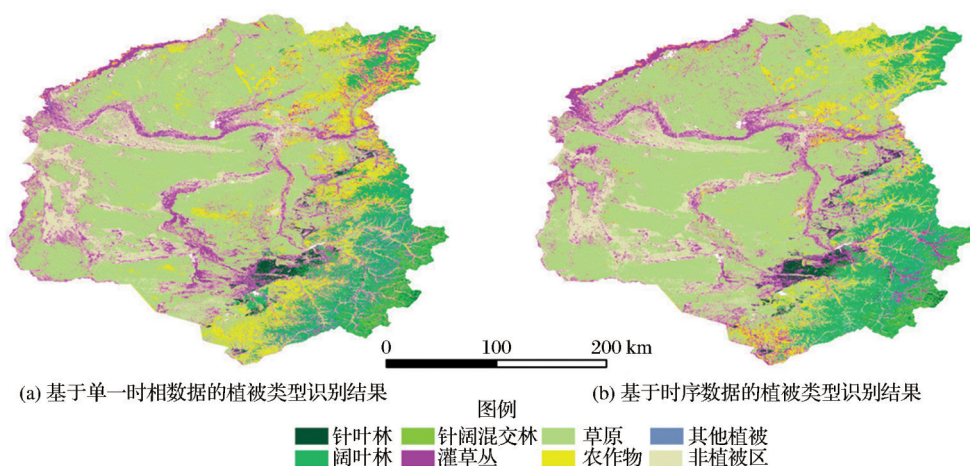 0 100 200 km
(a) 基于单一时相数据的植被类型识别结果
(b) 基于时序数据的植被类型识别结果
图例
针叶林 针阔混交林 草原 其他植被
阔叶林 灌草丛 农作物 非植被区